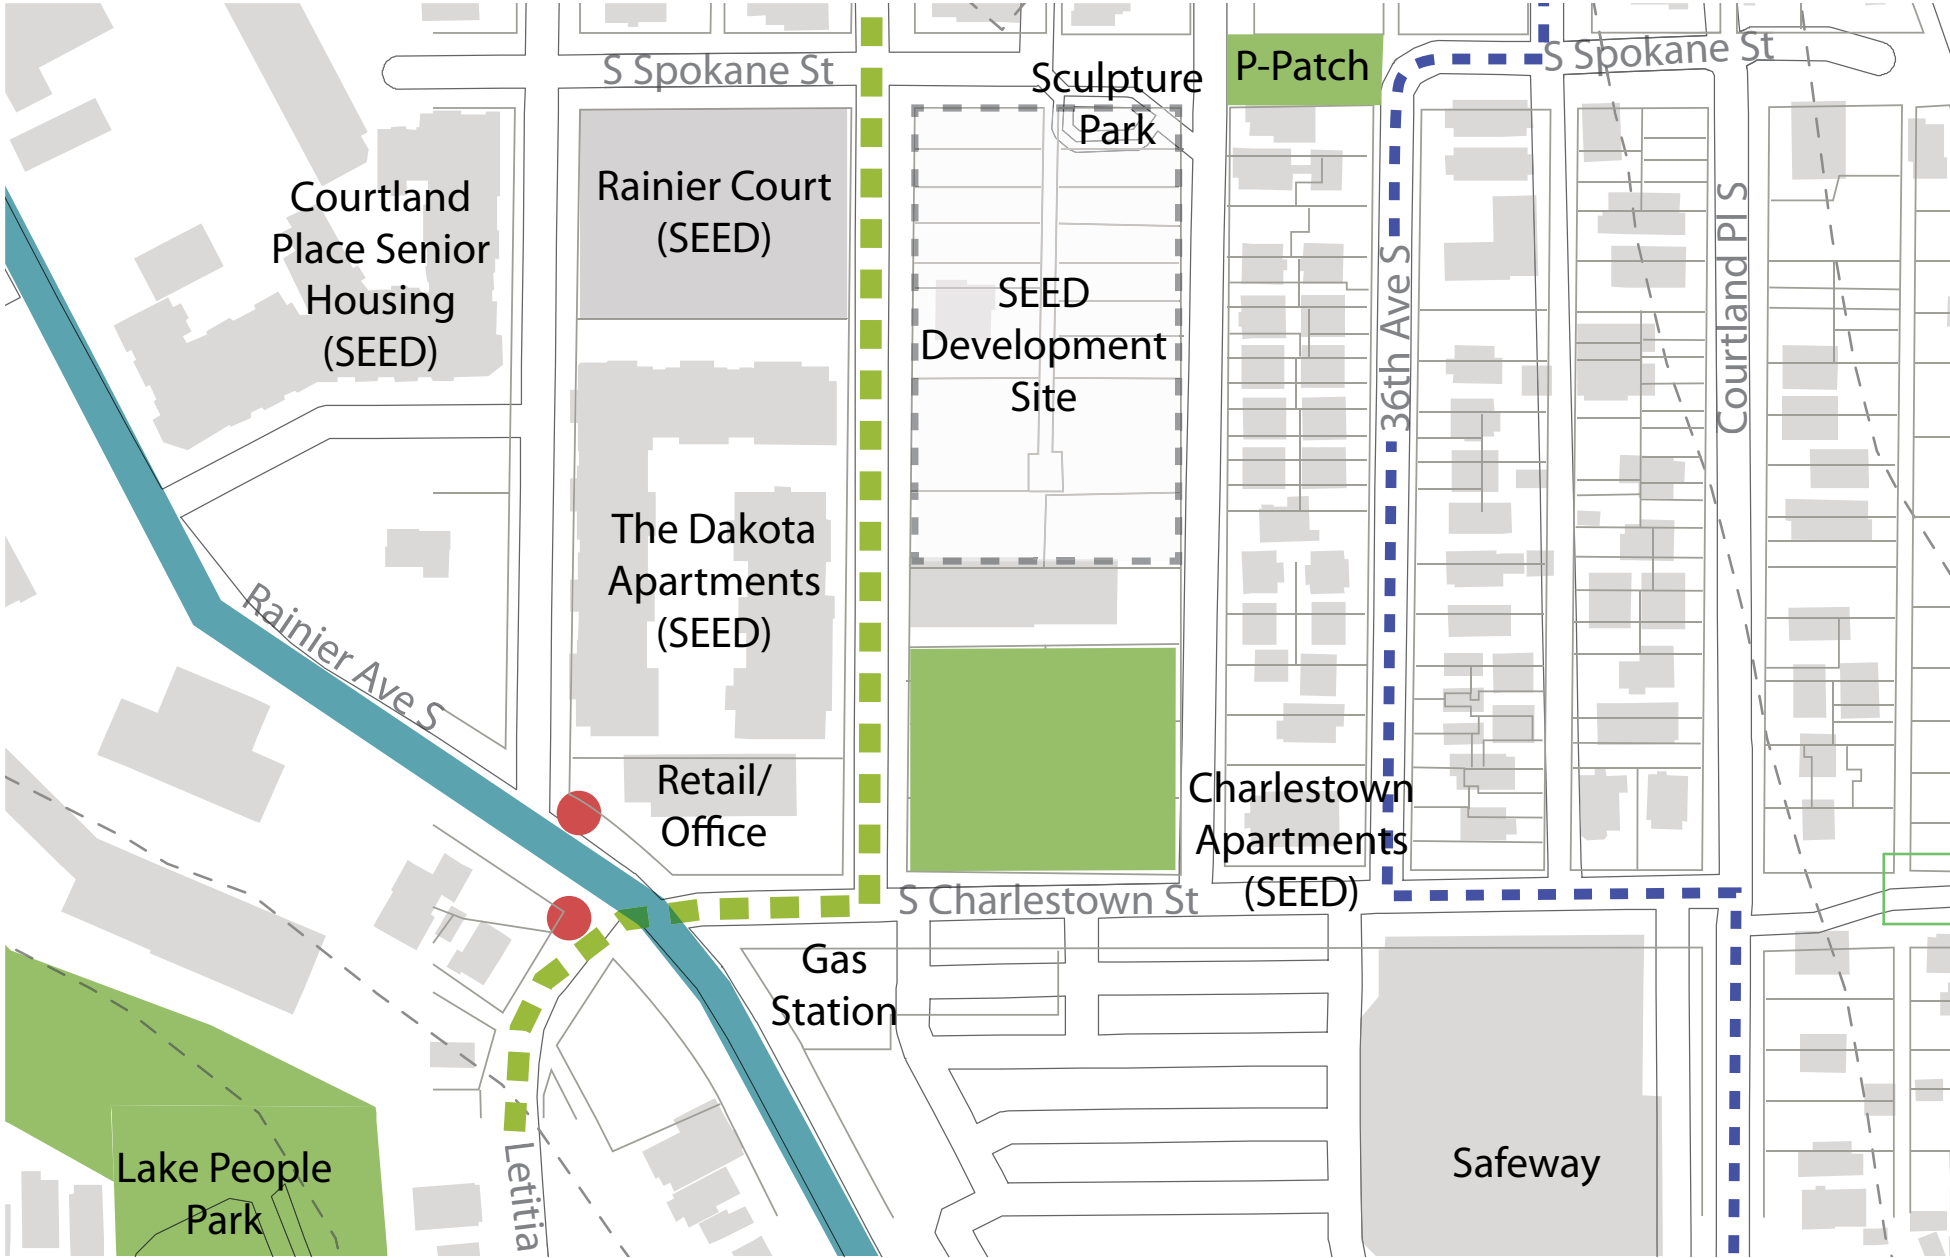 S Spokane St
Sculpture
Park
P-Patch
S Spokane St
Courtland
Place Senior
Housing
(SEED)
Rainier Court
(SEED)
SEED
Development
Site
36th Ave S
Courtland Pl S
The Dakota
Apartments
(SEED)
Rainier Ave S
Retail/
Office
Charlestown
Apartments
(SEED)
S Charlestown St
Gas
Station
Safeway
Lake People
Park
Letitia